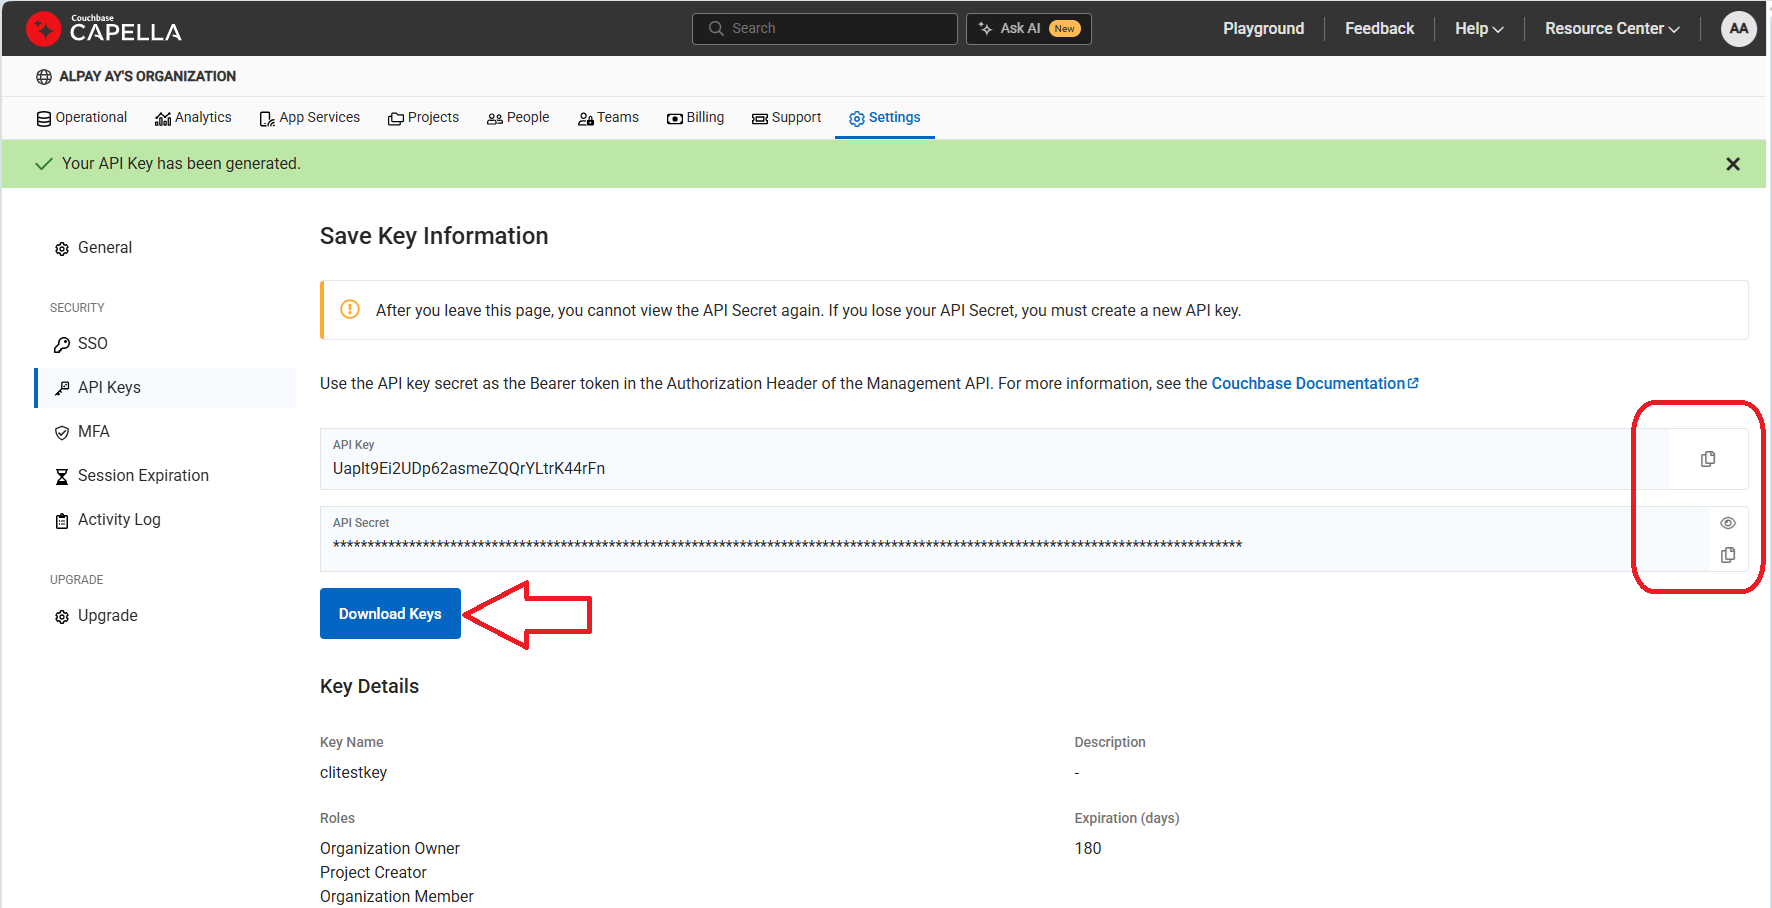 Couchbase
CAPELLA
Search
Ask AI New
Playground
Feedback
Help
Resource Center
AA
ALPAY AY'S ORGANIZATION
Operational
Analytics
App Services
Projects
People
Teams
Billing
Support
Settings
Your API Key has been generated.
General
SECURITY
SSO
API Keys
MFA
Session Expiration
Activity Log
UPGRADE
Upgrade
Save Key Information
After you leave this page, you cannot view the API Secret again. If you lose your API Secret, you must create a new API key.
Use the API key secret as the Bearer token in the Authorization Header of the Management API. For more information, see the Couchbase Documentation
API Key
UapIt9Ei2UDp62asmeZQQrYLtrK44rFn
API Secret
************************************************************************************************************************************
Download Keys
Key Details
Key Name
clitestkey
Description
-
Roles
Organization Owner
Project Creator
Organization Member
Expiration (days)
180